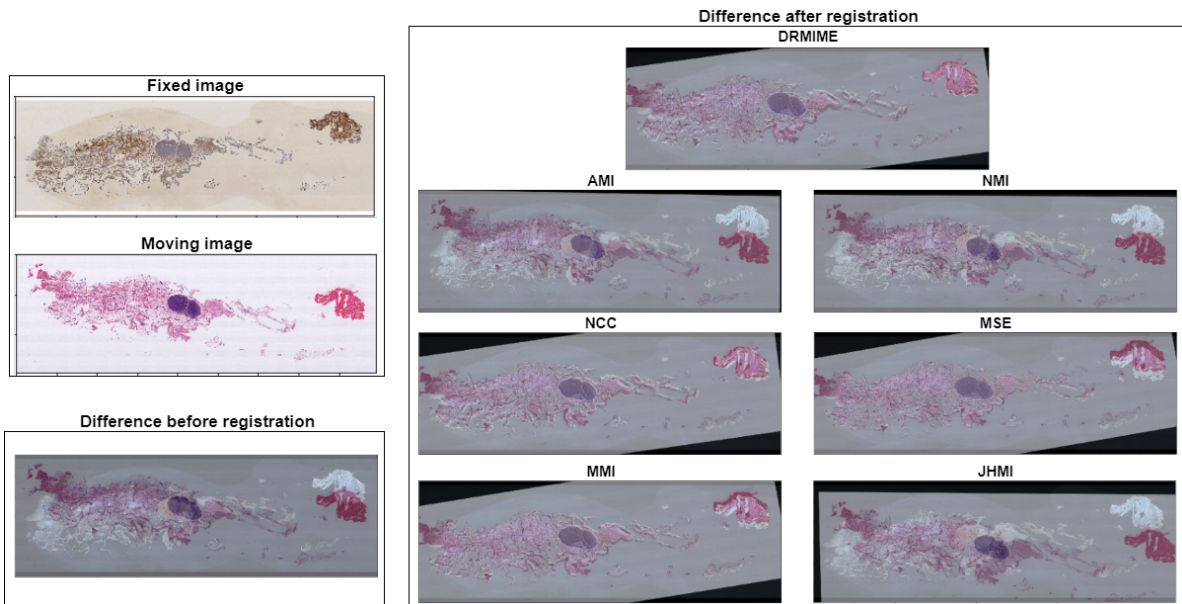 Difference after registration
DRMIME
Fixed image
AMI
NMI
Moving image
NCC
MSE
Difference before registration
MMI
JHMI